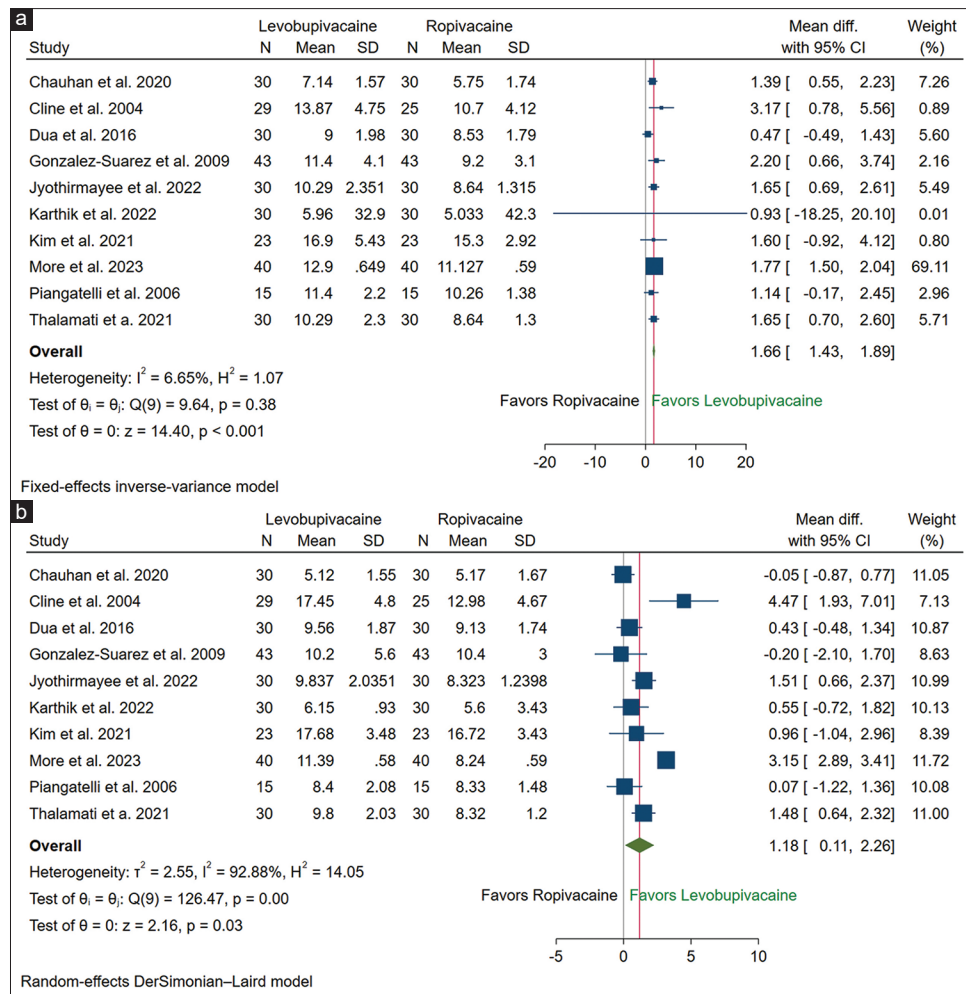 a
Levobupivacaine Ropivacaine Mean diff. Weight
Study N Mean SD N Mean SD with 95% CI (%)
Chauhan et al. 2020 30 7.14 1.57 30 5.75 1.74 1.39 [ 0.55, 2.23] 7.26
Cline et al. 2004 29 13.87 4.75 25 10.7 4.12 3.17 [ 0.78, 5.56] 0.89
Dua et al. 2016 30 9 1.98 30 8.53 1.79 0.47 [ -0.49, 1.43] 5.60
Gonzalez-Suarez et al. 2009 43 11.4 4.1 43 9.2 3.1 2.20 [ 0.66, 3.74] 2.16
Jyothirmayee et al. 2022 30 10.29 2.351 30 8.64 1.315 1.65 [ 0.69, 2.61] 5.49
Karthik et al. 2022 30 5.96 32.9 30 5.033 42.3 0.93 [ -18.25, 20.10] 0.01
Kim et al. 2021 23 16.9 5.43 23 15.3 2.92 1.60 [ -0.92, 4.12] 0.80
More et al. 2023 40 12.9 .649 40 11.127 .59 1.77 [ 1.50, 2.04] 69.11
Piangatelli et al. 2006 15 11.4 2.2 15 10.26 1.38 1.14 [ -0.17, 2.45] 2.96
Thalamati et a. 2021 30 10.29 2.3 30 8.64 1.3 1.65 [ 0.70, 2.60] 5.71
Overall 1.66 [ 1.43, 1.89]
Heterogeneity: I² = 6.65%, H² = 1.07
Test of θᵢ = θⱼ: Q(9) = 9.64, p = 0.38 Favors Ropivacaine Favors Levobupivacaine
Test of θ = 0: z = 14.40, p < 0.001
-20 -10 0 10 20
Fixed-effects inverse-variance model
b
Levobupivacaine Ropivacaine Mean diff. Weight
Study N Mean SD N Mean SD with 95% CI (%)
Chauhan et al. 2020 30 5.12 1.55 30 5.17 1.67 -0.05 [ -0.87, 0.77] 11.05
Cline et al. 2004 29 17.45 4.8 25 12.98 4.67 4.47 [ 1.93, 7.01] 7.13
Dua et al. 2016 30 9.56 1.87 30 9.13 1.74 0.43 [ -0.48, 1.34] 10.87
Gonzalez-Suarez et al. 2009 43 10.2 5.6 43 10.4 3 -0.20 [ -2.10, 1.70] 8.63
Jyothirmayee et al. 2022 30 9.837 2.0351 30 8.323 1.2398 1.51 [ 0.66, 2.37] 10.99
Karthik et al. 2022 30 6.15 .93 30 5.6 3.43 0.55 [ -0.72, 1.82] 10.13
Kim et al. 2021 23 17.68 3.48 23 16.72 3.43 0.96 [ -1.04, 2.96] 8.39
More et al. 2023 40 11.39 .58 40 8.24 .59 3.15 [ 2.89, 3.41] 11.72
Piangatelli et al. 2006 15 8.4 2.08 15 8.33 1.48 0.07 [ -1.22, 1.36] 10.08
Thalamati et a. 2021 30 9.8 2.03 30 8.32 1.2 1.48 [ 0.64, 2.32] 11.00
Overall 1.18 [ 0.11, 2.26]
Heterogeneity: τ² = 2.55, I² = 92.88%, H² = 14.05
Test of θᵢ = θⱼ: Q(9) = 126.47, p = 0.00 Favors Ropivacaine Favors Levobupivacaine
Test of θ = 0: z = 2.16, p = 0.03
-5 0 5 10
Random-effects DerSimonian–Laird model